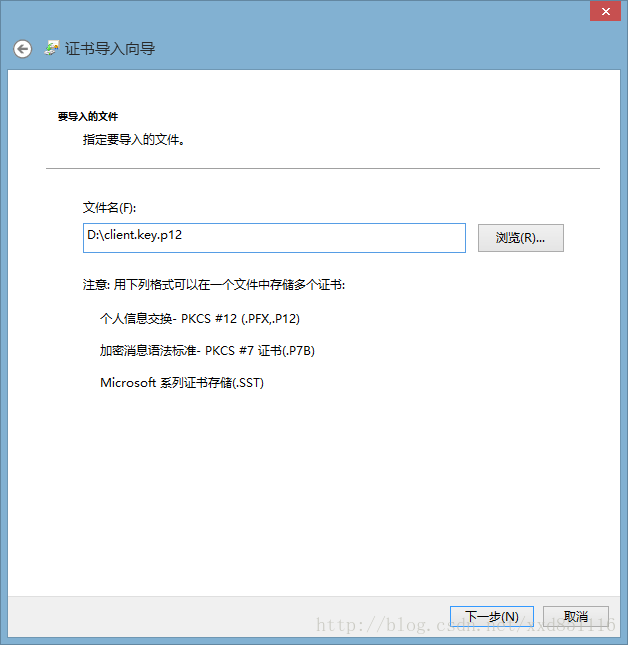 证书导入向导
要导入的文件
指定要导入的文件。
文件名(F):
D:\client.key.p12
浏览(R)...
注意: 用下列格式可以在一个文件中存储多个证书:
个人信息交换- PKCS #12 (.PFX,.P12)
加密消息语法标准- PKCS #7 证书(.P7B)
Microsoft 系列证书存储(.SST)
下一步(N)
取消
http://blog.csdn.net/xxd851116